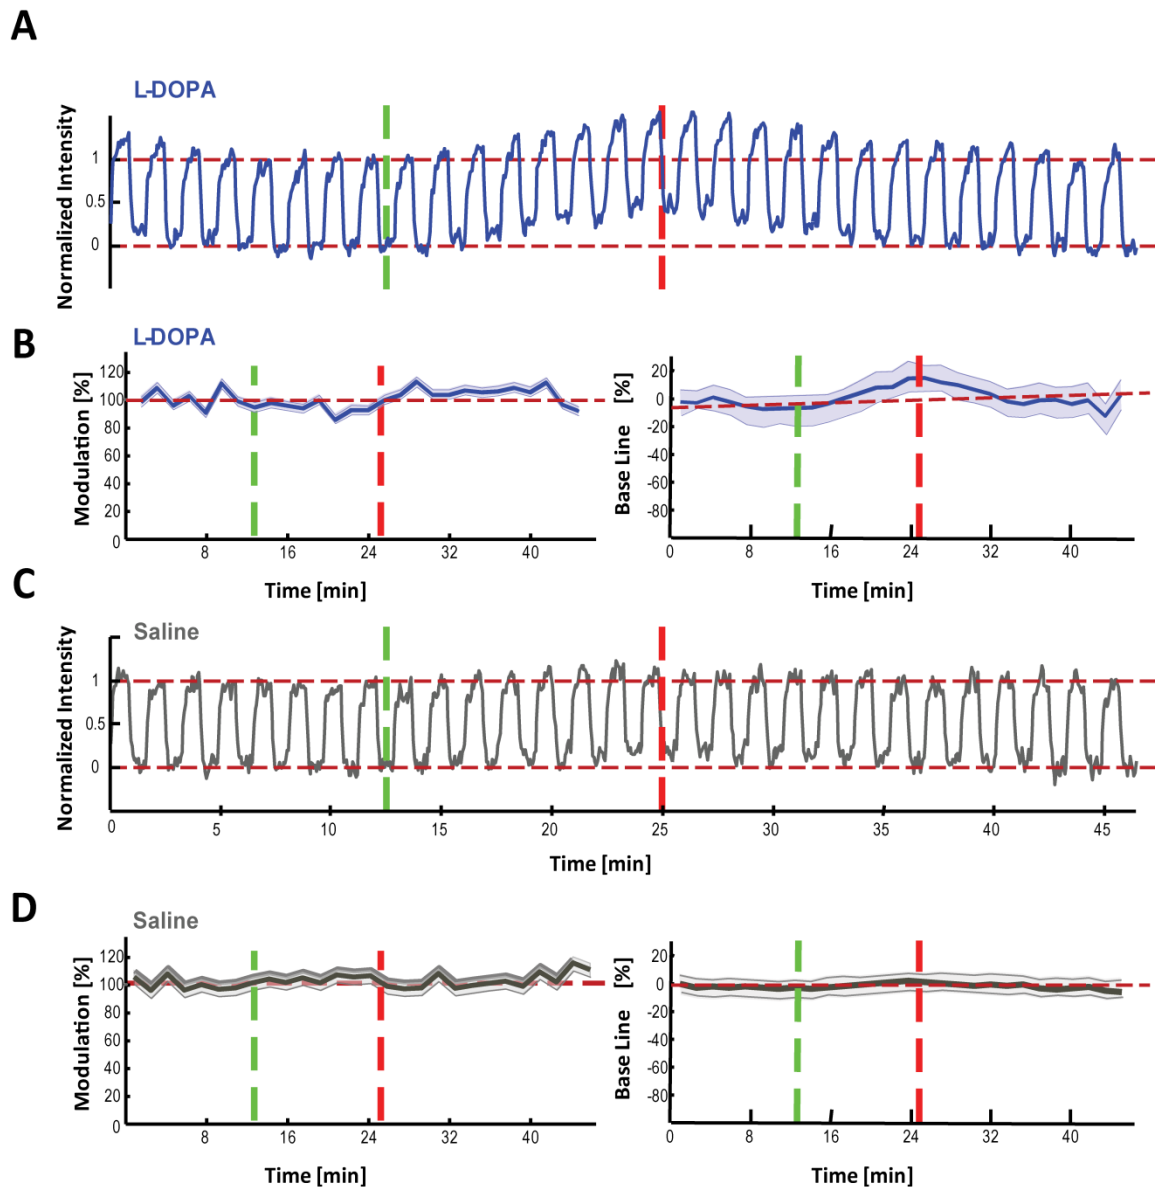 A
L-DOPA
Normalized Intensity
1
0.5
0
B
L-DOPA
Modulation [%]
120
100
80
60
40
20
0
8 16 24 32 40
Time [min]
Base Line [%]
20
0
-20
-40
-60
-80
0 8 16 24 32 40
Time [min]
C
Saline
Normalized Intensity
1
0.5
0
0 5 10 15 20 25 30 35 40 45
Time [min]
D
Saline
Modulation [%]
120
100
80
60
40
20
0
8 16 24 32 40
Time [min]
Base Line [%]
20
0
-20
-40
-60
-80
0 8 16 24 32 40
Time [min]